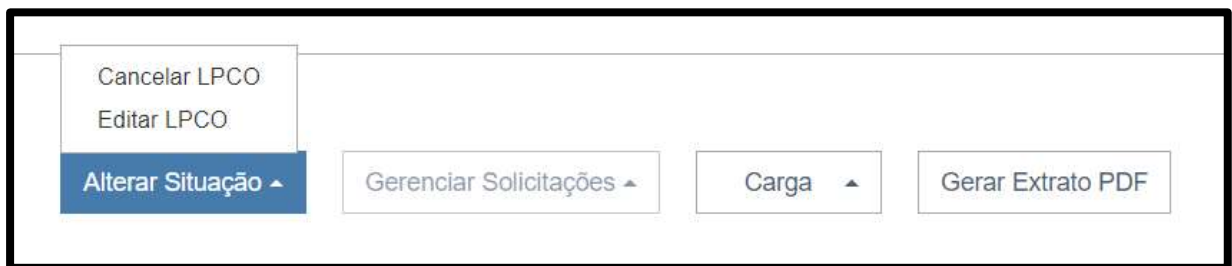 Cancelar LPCO
Editar LPCO
Alterar Situação
Gerenciar Solicitações
Carga
Gerar Extrato PDF